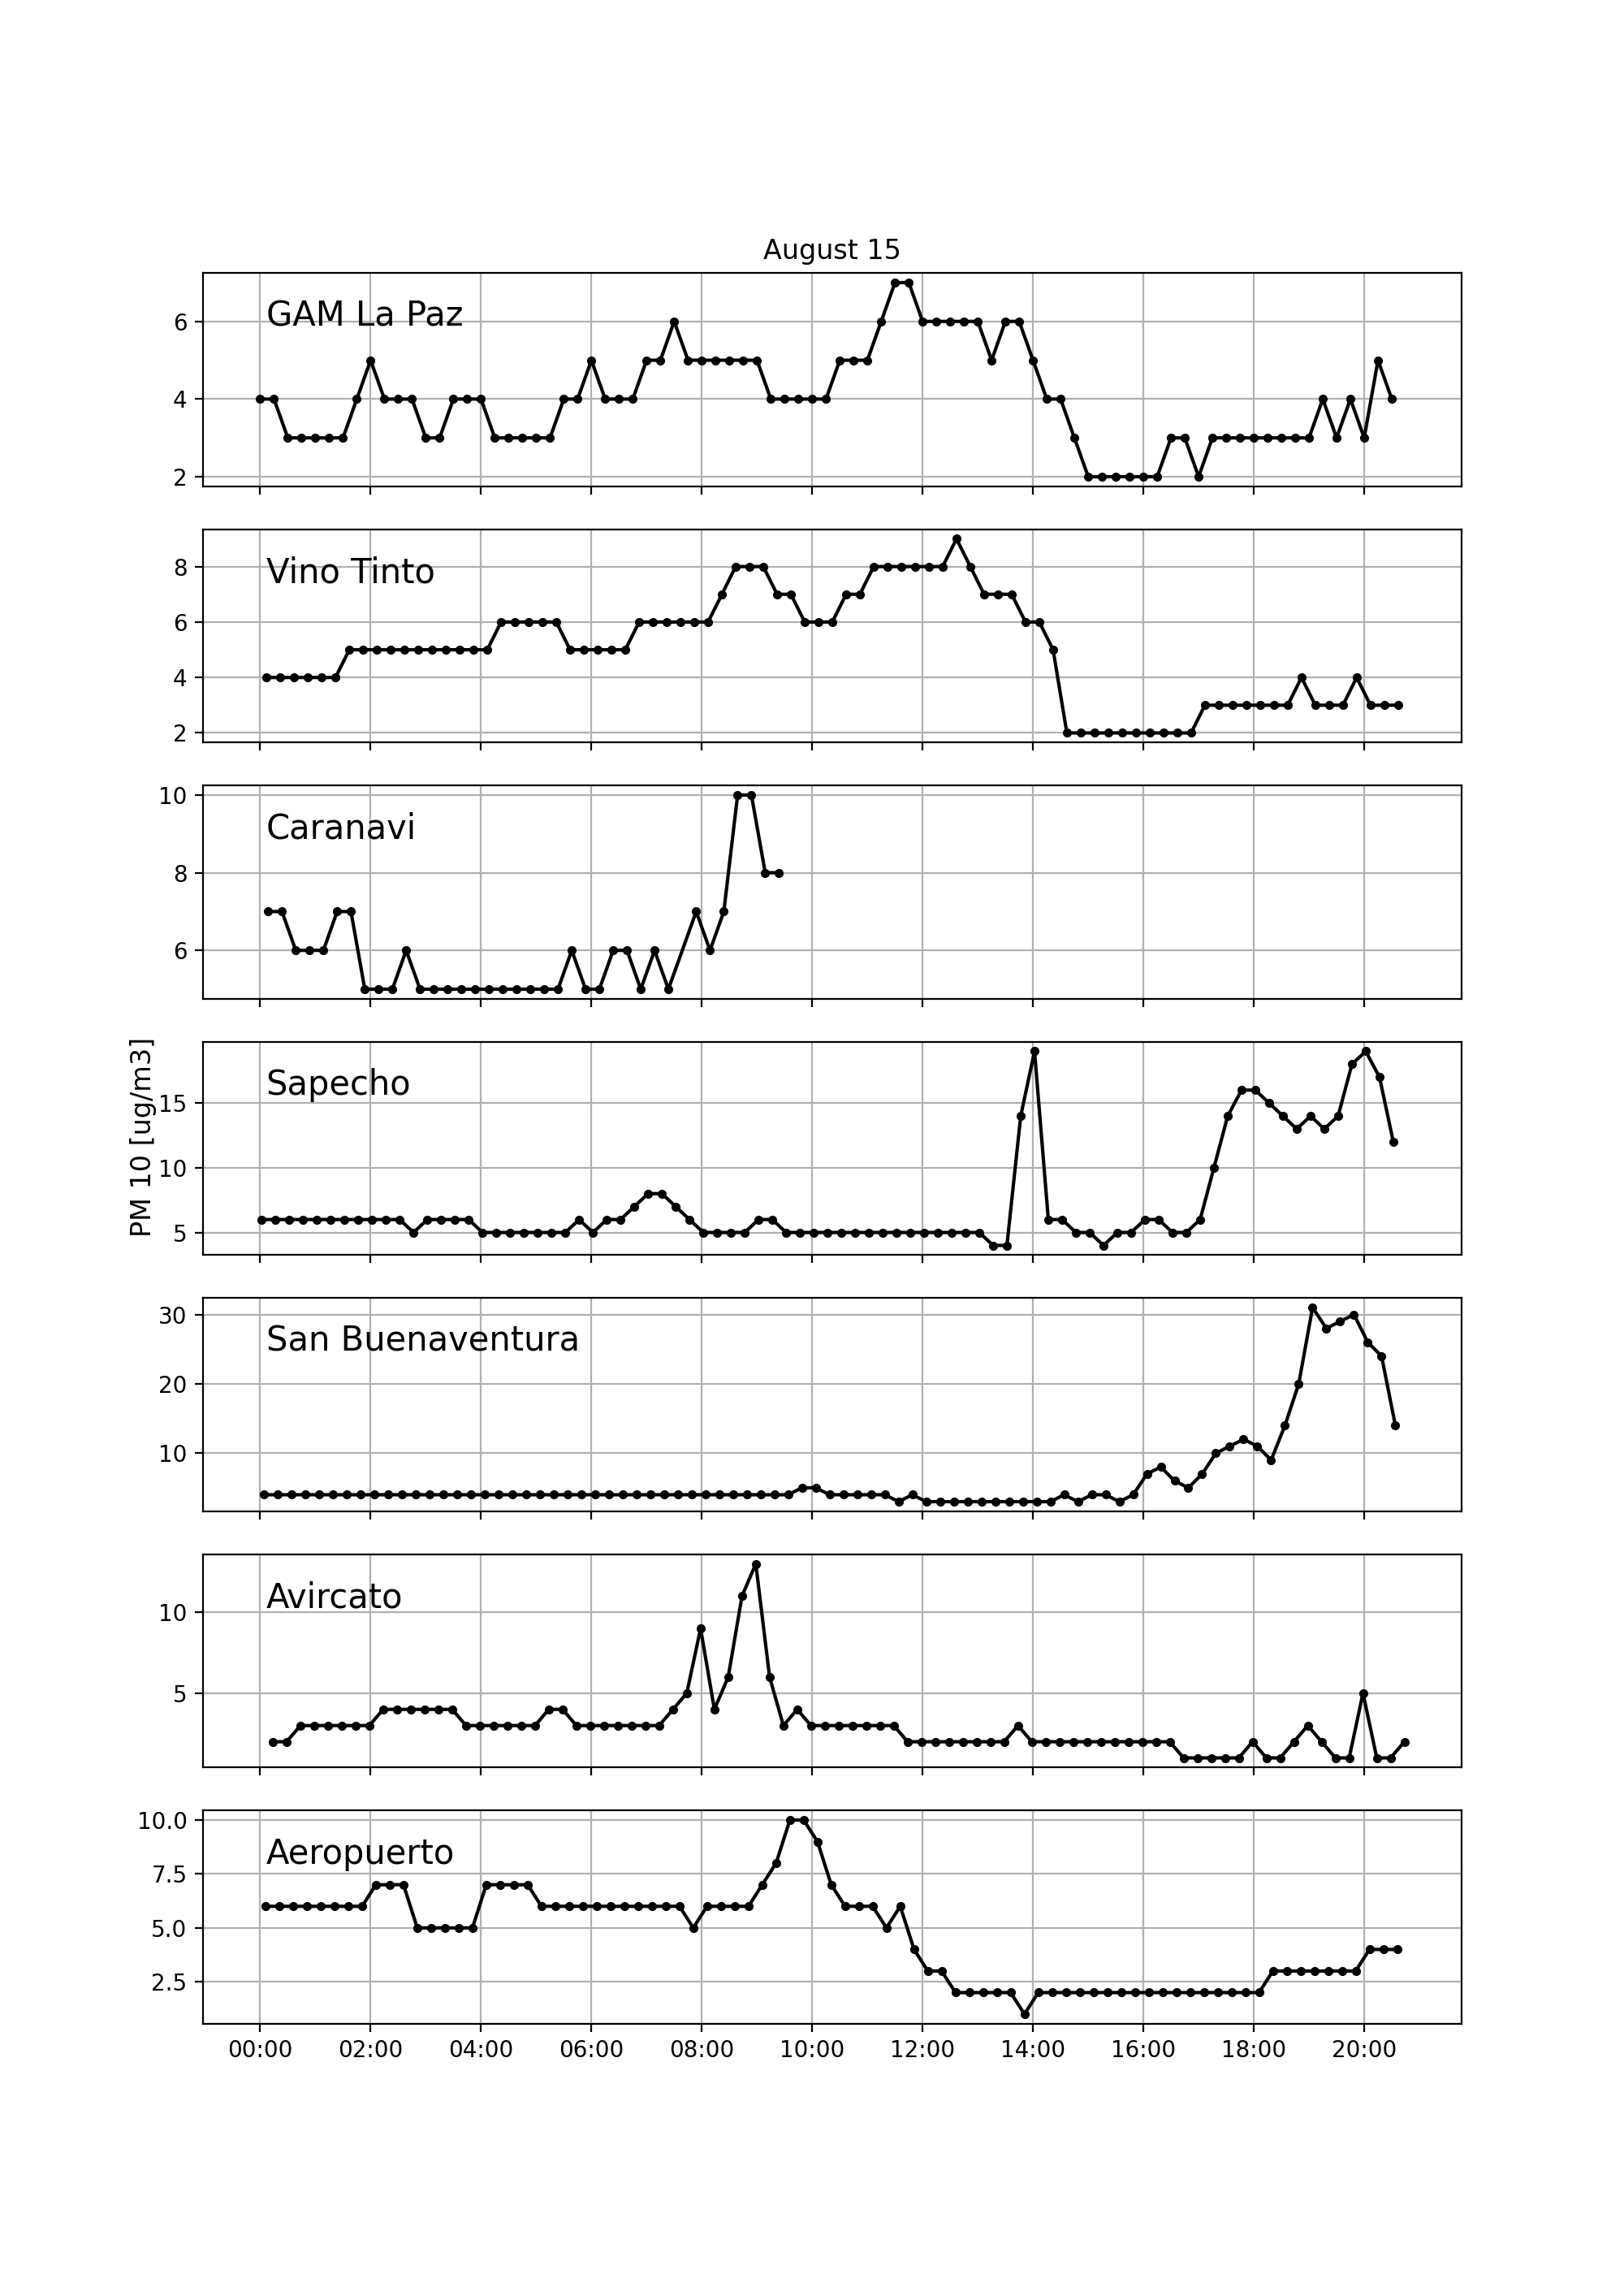 August 15
GAM La Paz
6
4
2
Vino Tinto
8
6
4
2
Caranavi
10
8
6
PM 10 [ug/m3]
Sapecho
15
10
5
San Buenaventura
30
20
10
Avircato
10
5
Aeropuerto
10.0
7.5
5.0
2.5
00:00 02:00 04:00 06:00 08:00 10:00 12:00 14:00 16:00 18:00 20:00